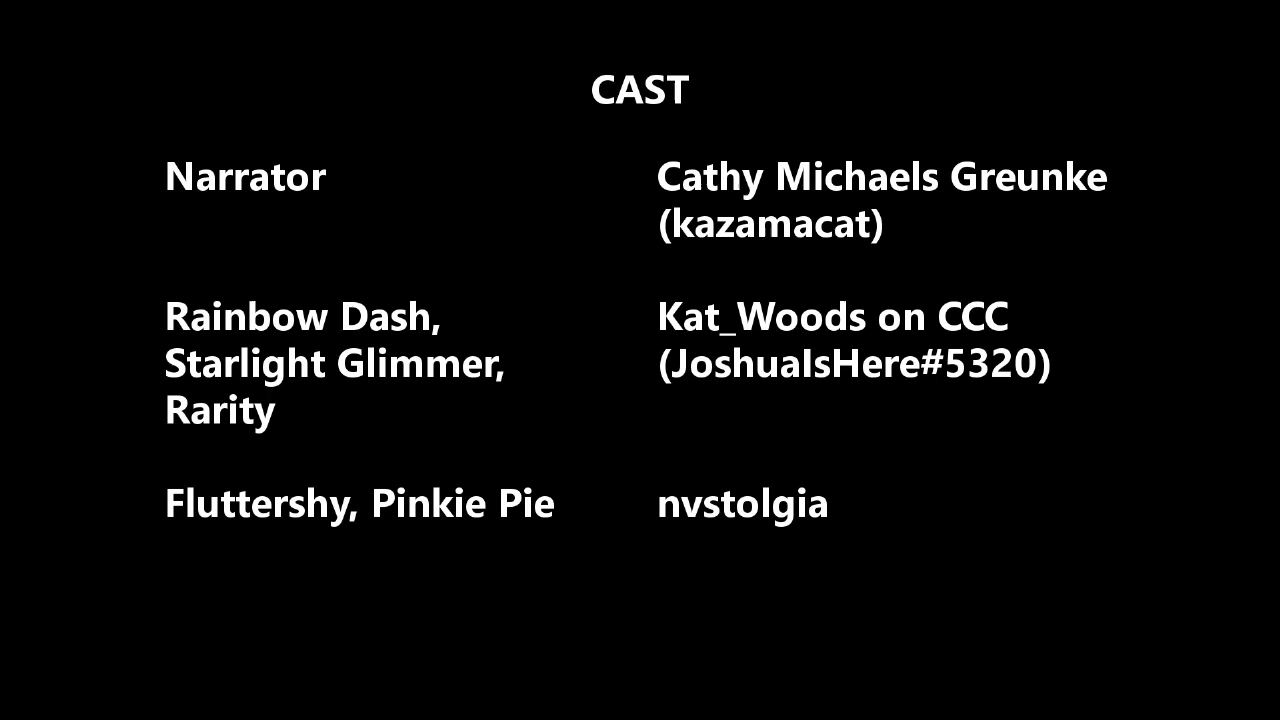 CAST
Narrator
Cathy Michaels Greunke
(kazamacat)
Rainbow Dash,
Starlight Glimmer,
Rarity
Kat_Woods on CCC
(JoshuaIsHere#5320)
Fluttershy, Pinkie Pie
nvstolgia